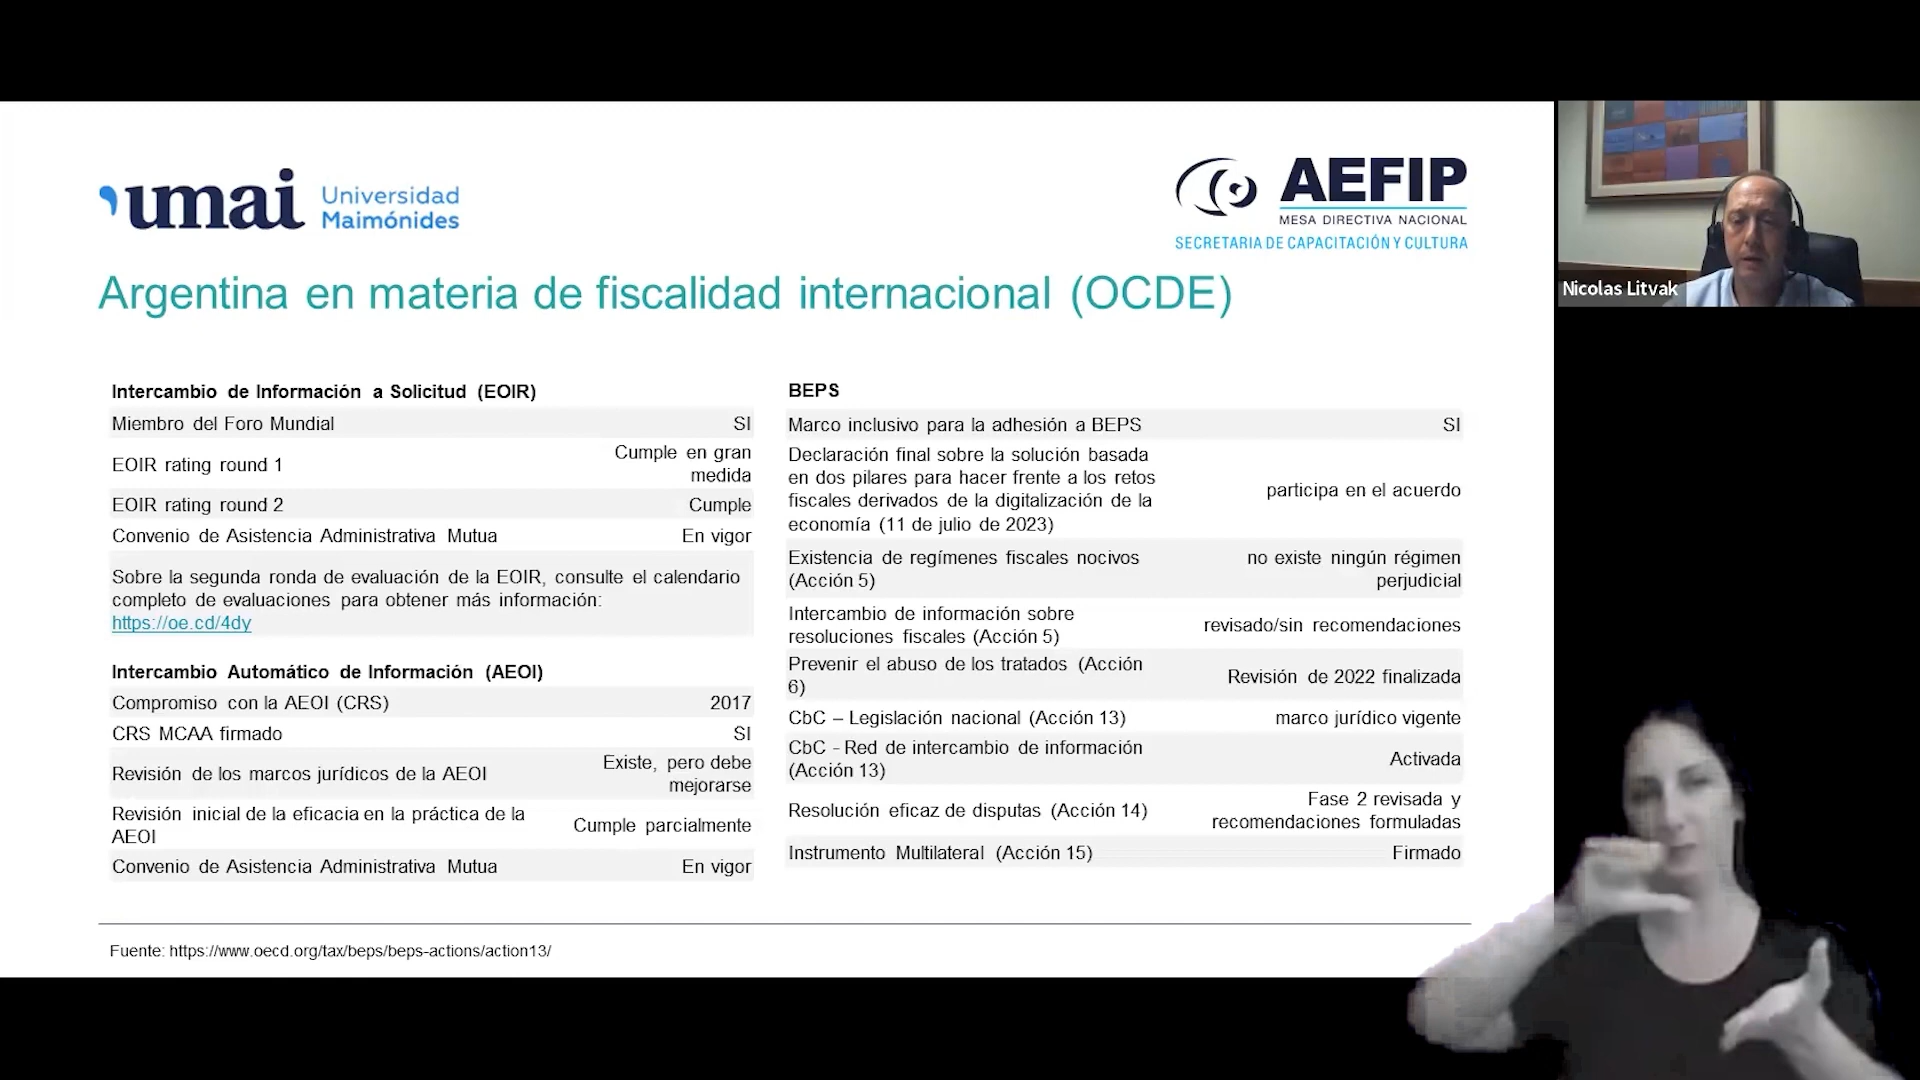 umai Universidad
Maimónides
AEFIP
MESA DIRECTIVA NACIONAL
SECRETARIA DE CAPACITACIÓN Y CULTURA
Argentina en materia de fiscalidad internacional (OCDE)
Intercambio de Información a Solicitud (EOIR)
Miembro del Foro Mundial SI
EOIR rating round 1 Cumple en gran
medida
EOIR rating round 2 Cumple
Convenio de Asistencia Administrativa Mutua En vigor
Sobre la segunda ronda de evaluación de la EOIR, consulte el calendario
completo de evaluaciones para obtener más información:
https://oe.cd/4dy
Intercambio Automático de Información (AEOI)
Compromiso con la AEOI (CRS) 2017
CRS MCAA firmado SI
Revisión de los marcos jurídicos de la AEOI Existe, pero debe
mejorarse
Revisión inicial de la eficacia en la práctica de la
AEOI Cumple parcialmente
Convenio de Asistencia Administrativa Mutua En vigor
BEPS
Marco inclusivo para la adhesión a BEPS SI
Declaración final sobre la solución basada
en dos pilares para hacer frente a los retos
fiscales derivados de la digitalización de la
economía (11 de julio de 2023) participa en el acuerdo
Existencia de regímenes fiscales nocivos no existe ningún régimen
(Acción 5) perjudicial
Intercambio de información sobre
resoluciones fiscales (Acción 5) revisado/sin recomendaciones
Prevenir el abuso de los tratados (Acción
6) Revisión de 2022 finalizada
CbC – Legislación nacional (Acción 13) marco jurídico vigente
CbC - Red de intercambio de información
(Acción 13) Activada
Resolución eficaz de disputas (Acción 14) Fase 2 revisada y
recomendaciones formuladas
Instrumento Multilateral (Acción 15) Firmado
Fuente: https://www.oecd.org/tax/beps/beps-actions/action13/
Nicolas Litvak